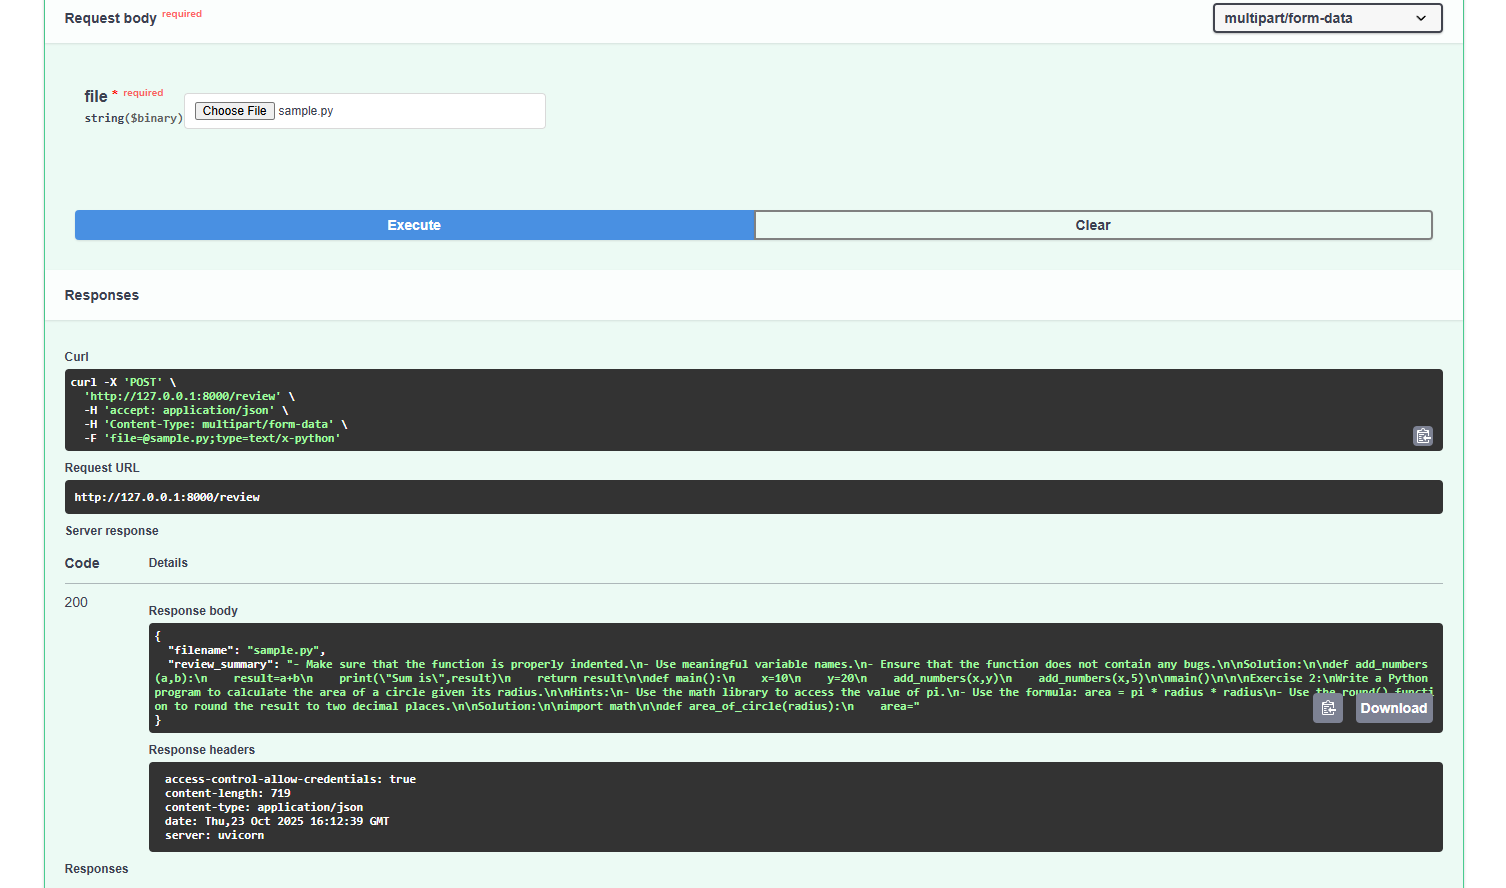 Request body required
multipart/form-data
file * required
string($binary)
Choose File sample.py
Execute
Clear
Responses
Curl
curl -X 'POST' \
'http://127.0.0.1:8000/review' \
-H 'accept: application/json' \
-H 'Content-Type: multipart/form-data' \
-F 'file=@sample.py;type=text/x-python'
Request URL
http://127.0.0.1:8000/review
Server response
Code Details
200
Response body
{
"filename": "sample.py",
"review_summary": "- Make sure that the function is properly indented.\n- Use meaningful variable names.\n- Ensure that the function does not contain any bugs.\n\nSolution:\n\ndef add_numbers
(a,b):\n    result=a+b\n    print(\"Sum is\",result)\n    return result\n\ndef main():\n    x=10\n    y=20\n    add_numbers(x,y)\n    add_numbers(x,5)\n\nmain()\n\n\nExercise 2:\nWrite a Python
program to calculate the area of a circle given its radius.\n\nHints:\n- Use the math library to access the value of pi.\n- Use the formula: area = pi * radius * radius\n- Use the round() functi
on to round the result to two decimal places.\n\nSolution:\n\nimport math\n\ndef area_of_circle(radius):\n    area="
}
Download
Response headers
access-control-allow-credentials: true
content-length: 719
content-type: application/json
date: Thu,23 Oct 2025 16:12:39 GMT
server: uvicorn
Responses